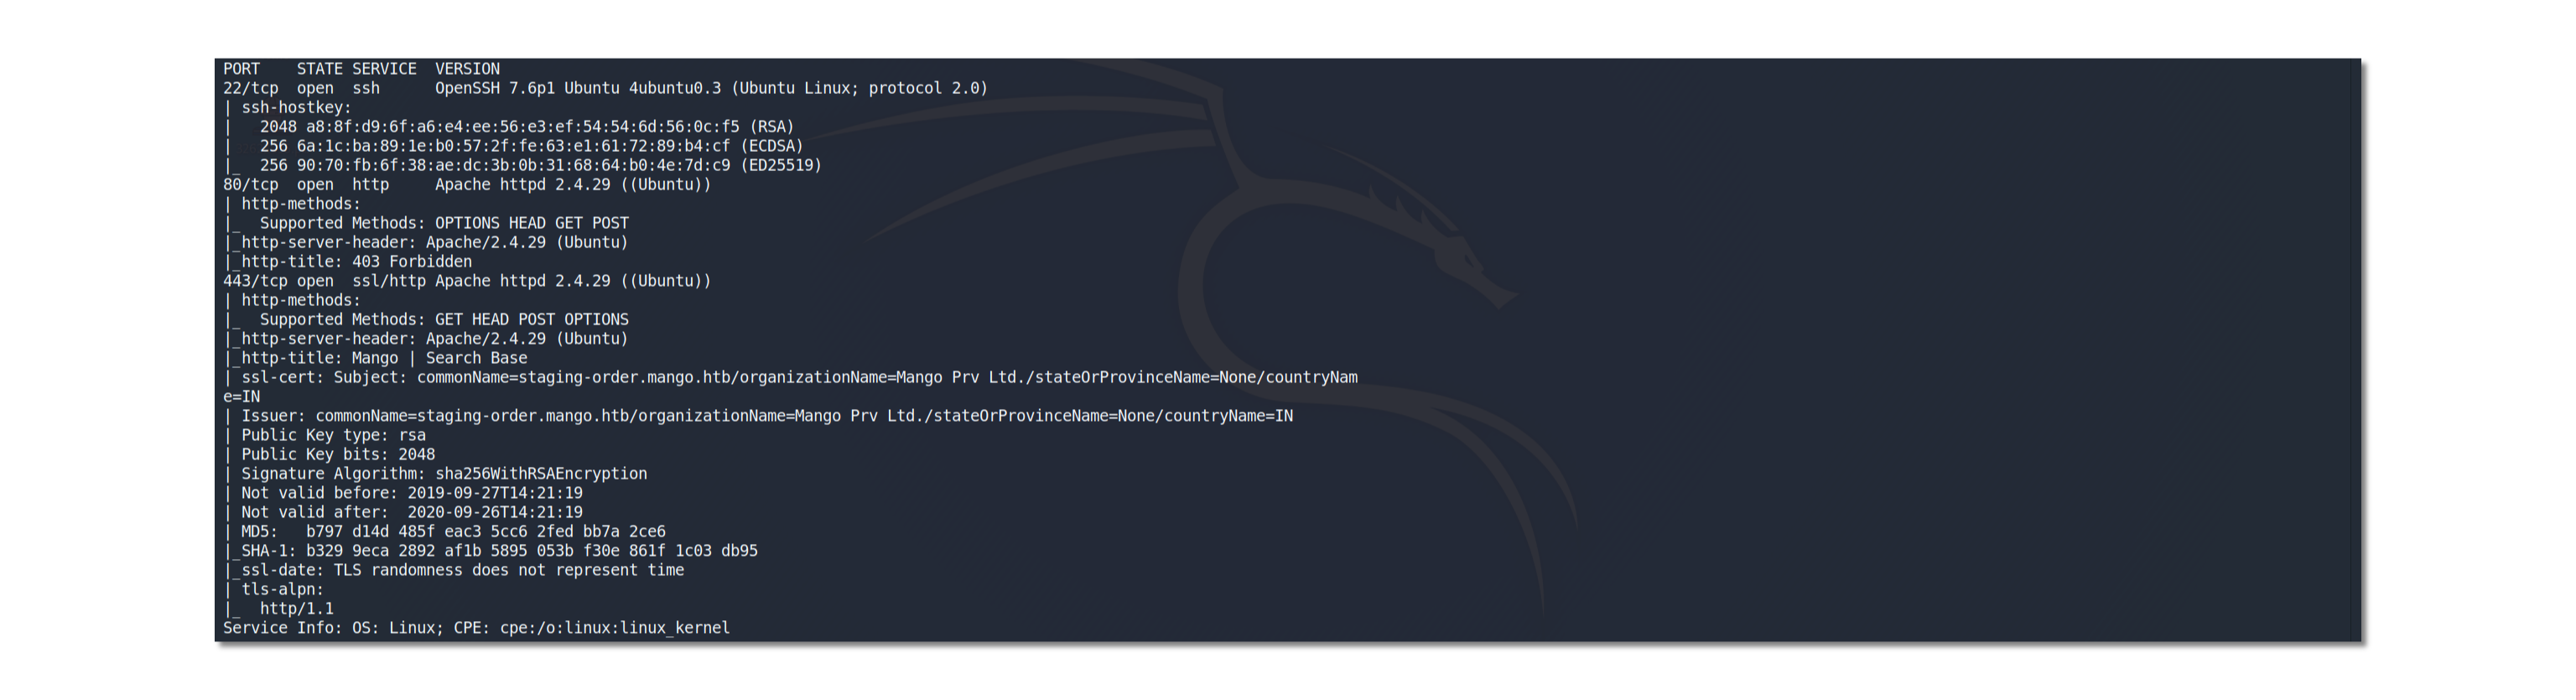 PORT    STATE SERVICE  VERSION
22/tcp  open  ssh      OpenSSH 7.6p1 Ubuntu 4ubuntu0.3 (Ubuntu Linux; protocol 2.0)
| ssh-hostkey:
|   2048 a8:8f:d9:6f:a6:e4:ee:56:e3:ef:54:54:6d:56:0c:f5 (RSA)
|   256 6a:1c:ba:89:1e:b0:57:2f:fe:63:e1:61:72:89:b4:cf (ECDSA)
|_  256 90:70:fb:6f:38:ae:dc:3b:0b:31:68:64:b0:4e:7d:c9 (ED25519)
80/tcp  open  http     Apache httpd 2.4.29 ((Ubuntu))
| http-methods:
|_  Supported Methods: OPTIONS HEAD GET POST
|_http-server-header: Apache/2.4.29 (Ubuntu)
|_http-title: 403 Forbidden
443/tcp open  ssl/http Apache httpd 2.4.29 ((Ubuntu))
| http-methods:
|_  Supported Methods: GET HEAD POST OPTIONS
|_http-server-header: Apache/2.4.29 (Ubuntu)
|_http-title: Mango | Search Base
| ssl-cert: Subject: commonName=staging-order.mango.htb/organizationName=Mango Prv Ltd./stateOrProvinceName=None/countryNam
e=IN
| Issuer: commonName=staging-order.mango.htb/organizationName=Mango Prv Ltd./stateOrProvinceName=None/countryName=IN
| Public Key type: rsa
| Public Key bits: 2048
| Signature Algorithm: sha256WithRSAEncryption
| Not valid before: 2019-09-27T14:21:19
| Not valid after:  2020-09-26T14:21:19
| MD5:   b797 d14d 485f eac3 5cc6 2fed bb7a 2ce6
|_SHA-1: b329 9eca 2892 af1b 5895 053b f30e 861f 1c03 db95
|_ssl-date: TLS randomness does not represent time
| tls-alpn:
|_  http/1.1
Service Info: OS: Linux; CPE: cpe:/o:linux:linux_kernel